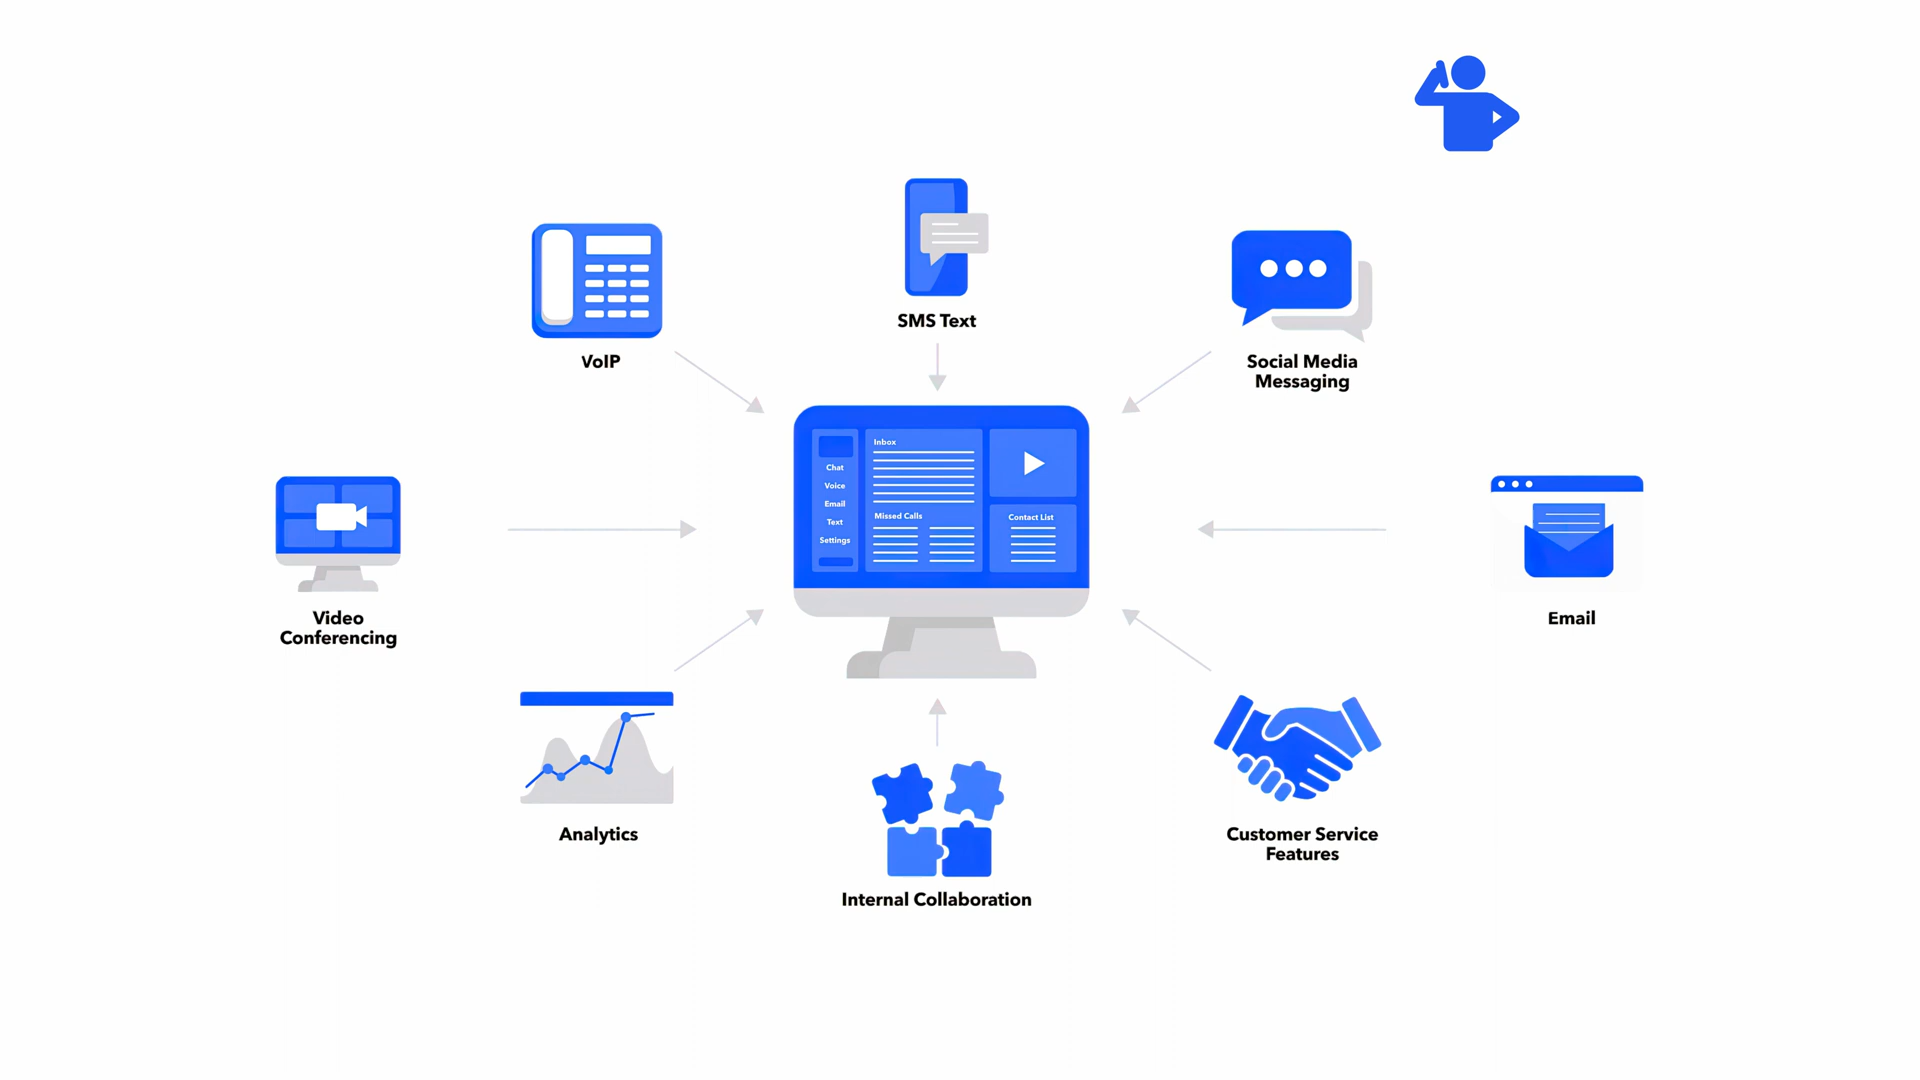 SMS Text
VoIP
Social Media
Messaging
Inbox
Chat
Voice
Email
Text
Settings
Missed Calls
Contact List
Video
Conferencing
Email
Analytics
Customer Service
Features
Internal Collaboration